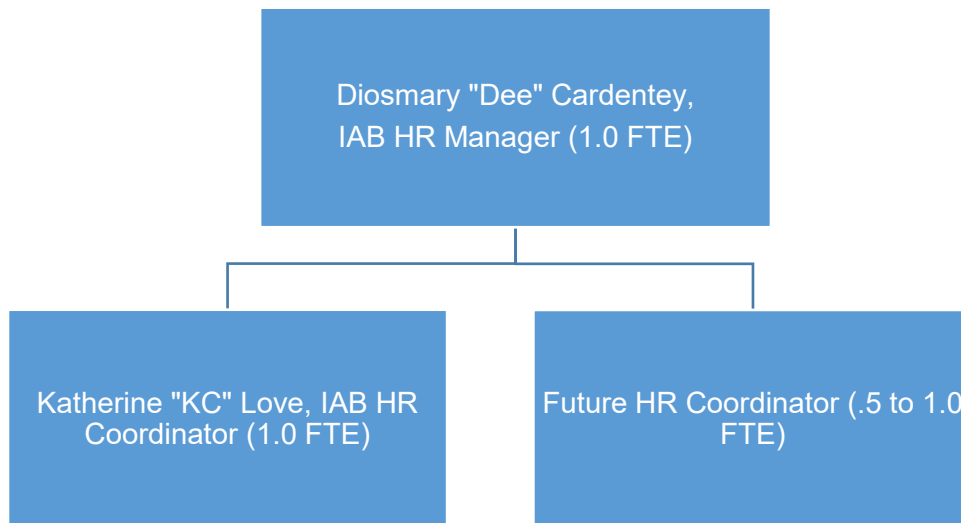 Diosmary "Dee" Cardentey,
IAB HR Manager (1.0 FTE)
Katherine "KC" Love, IAB HR
Coordinator (1.0 FTE)
Future HR Coordinator (.5 to 1.0
FTE)